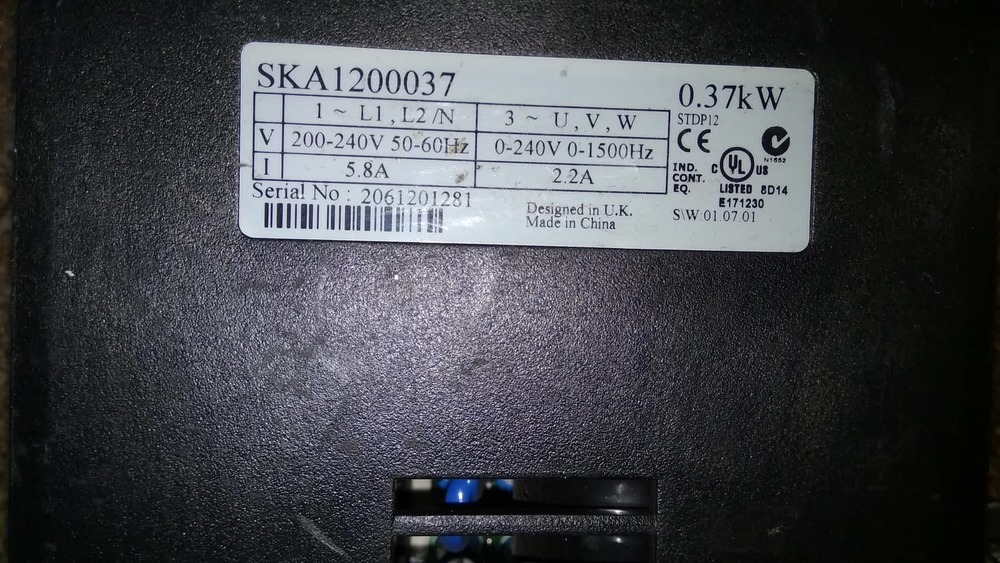 SKA1200037
0.37kW
STDP12
1 ~ L1 , L2 /N
3 ~ U , V , W
V
200-240V 50-60Hz
0-240V 0-1500Hz
I
5.8A
2.2A
CE
N1652
IND.
CONT.
EQ.
C UL US
LISTED 8D14
E171230
Serial No : 2061201281
Designed in U.K.
Made in China
S\W:01.07.01